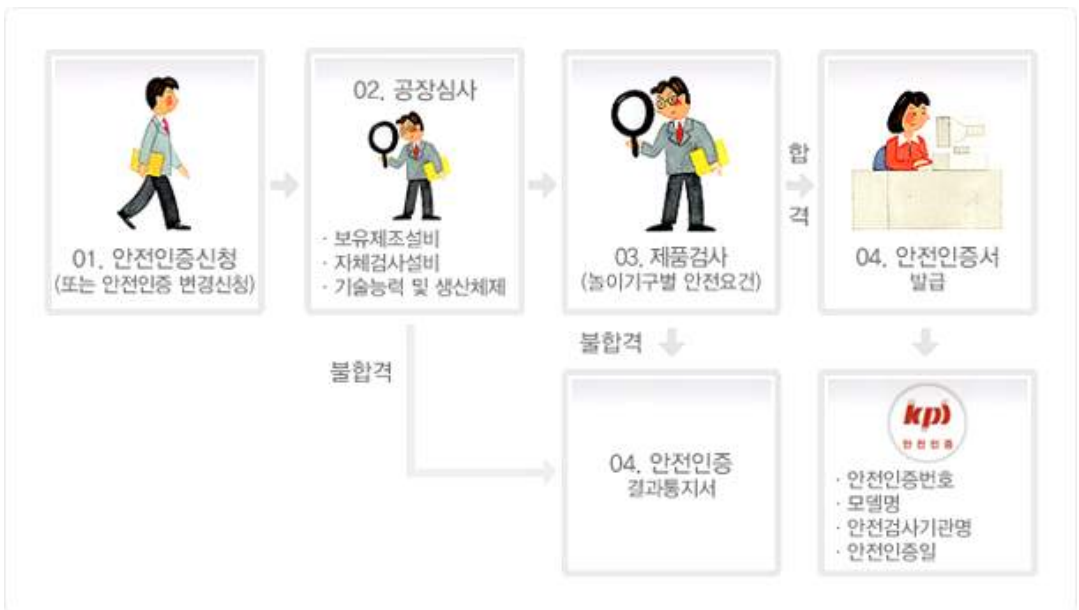 01. 안전인증신청
(또는 안전인증 변경신청)
02. 공장심사
· 보유제조설비
· 자체검사설비
· 기술능력 및 생산체제
03. 제품검사
(놀이기구별 안전요건)
합
격
04. 안전인증서
발급
불합격
불합격
04. 안전인증
결과통지서
kps
안전인증
· 안전인증번호
· 모델명
· 안전검사기관명
· 안전인증일